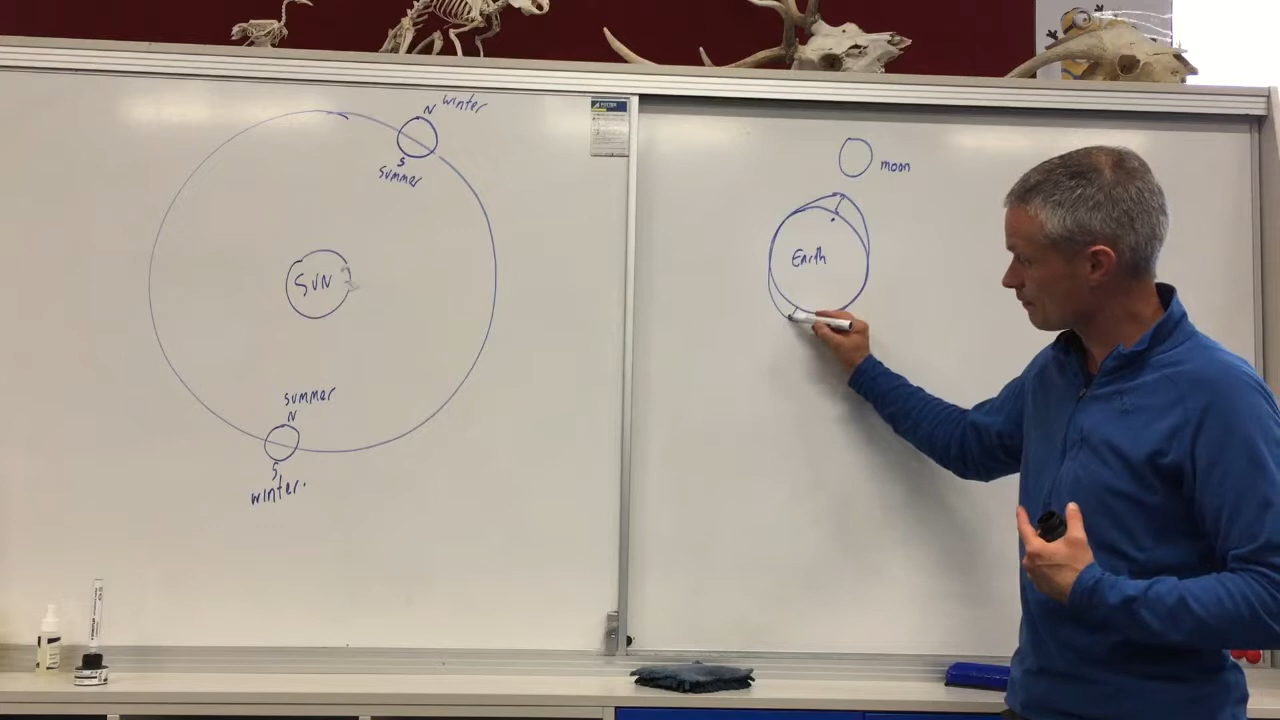 N winter
S
summer
SUN
summer
N
S
winter.
moon
Earth